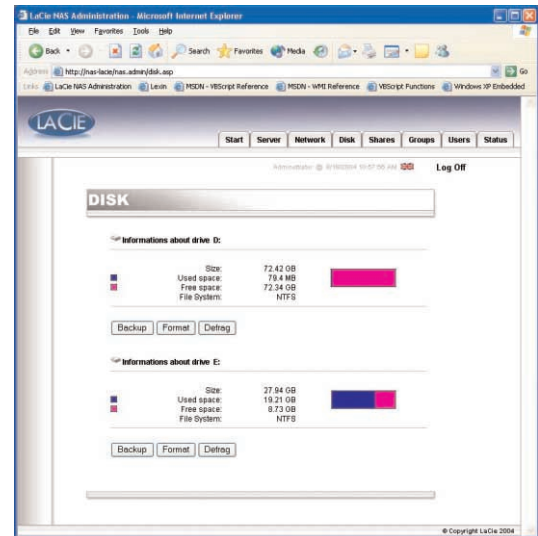 LaCie NAS Administration - Microsoft Internet Explorer
File Edit View Favorites Tools Help
Back Search Favorites Media
Address http://nas-lacie/nas.admin/disk.asp Go
Links LaCie NAS Administration Lexin MSDN - VBScript Reference MSDN - WMI Reference VBScript Functions Windows XP Embedded
LACIE
Start Server Network Disk Shares Groups Users Status
Administrator @ Log Off
DISK
Informations about drive D:
Size: 72.42 GB
Used space: 79.4 MB
Free space: 72.34 GB
File System: NTFS
Backup Format Defrag
Informations about drive E:
Size: 27.94 GB
Used space: 19.21 GB
Free space: 8.73 GB
File System: NTFS
Backup Format Defrag
© Copyright LaCie 2004